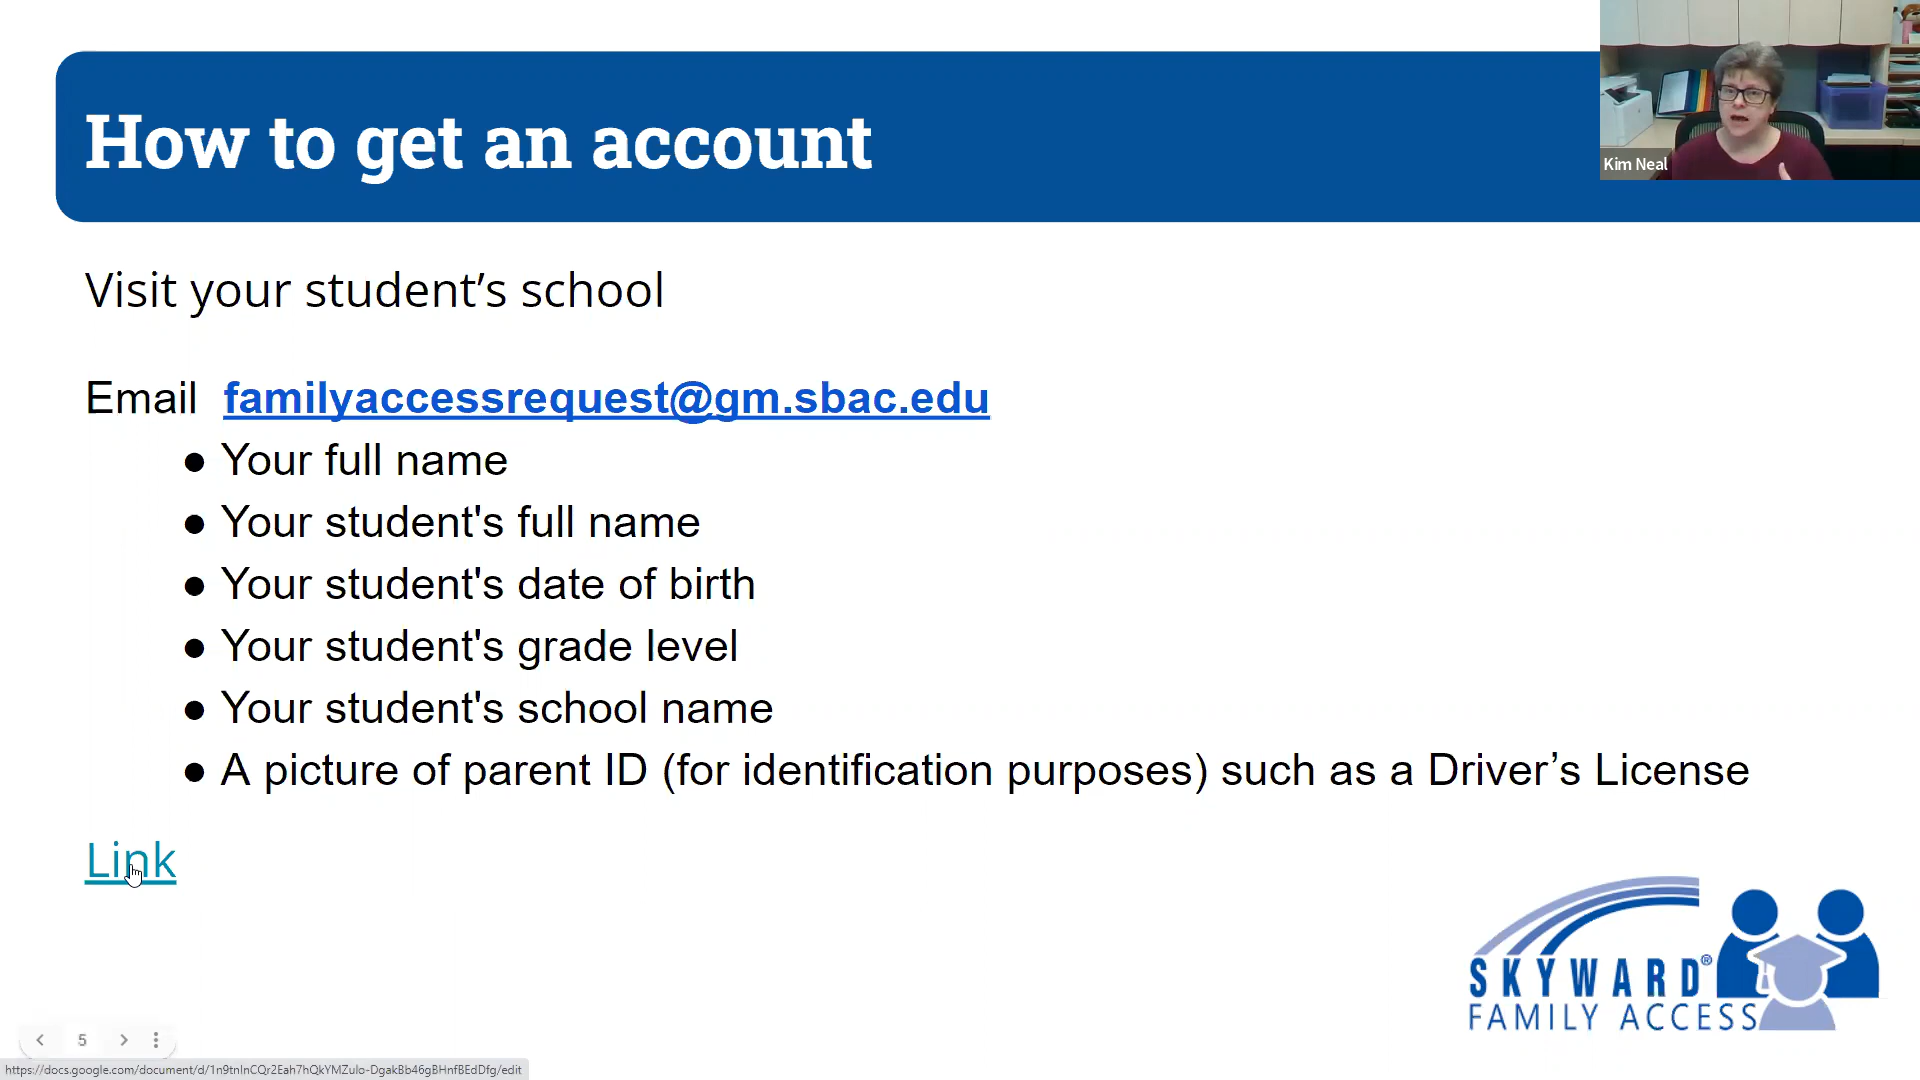 How to get an account
Kim Neal
Visit your student’s school
Email familyaccessrequest@gm.sbac.edu
● Your full name
● Your student's full name
● Your student's date of birth
● Your student's grade level
● Your student's school name
● A picture of parent ID (for identification purposes) such as a Driver’s License
Link
SKYWARD®
FAMILY ACCESS
5
https://docs.google.com/document/d/1n9tnlnCQr2Eah7hQkYMZulo-DgakBb46gBHnfBEdDfg/edit